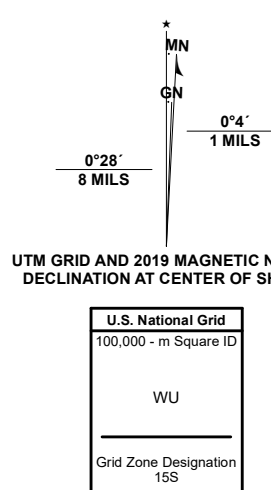 ★
MN
GN
0°4´
1 MILS
0°28´
8 MILS
UTM GRID AND 2019 MAGNETIC
DECLINATION AT CENTER OF
U.S. National Grid
100,000 - m Square ID
WU
Grid Zone Designation
15S